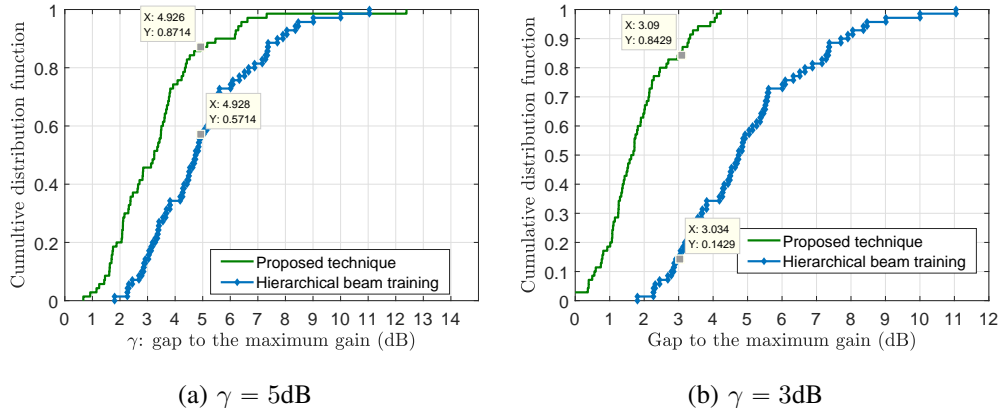 Cumultive distribution function
1
0.8
0.6
0.4
0.2
0
X: 4.926
Y: 0.8714
X: 4.928
Y: 0.5714
Proposed technique
Hierarchical beam training
0 1 2 3 4 5 6 7 8 9 10 11 12 13 14
γ: gap to the maximum gain (dB)
(a) γ = 5dB
Cumulative distribution function
1
0.9
0.8
0.7
0.6
0.5
0.4
0.3
0.2
0.1
0
X: 3.09
Y: 0.8429
X: 3.034
Y: 0.1429
Proposed technique
Hierarchical beam training
0 1 2 3 4 5 6 7 8 9 10 11 12
Gap to the maximum gain (dB)
(b) γ = 3dB